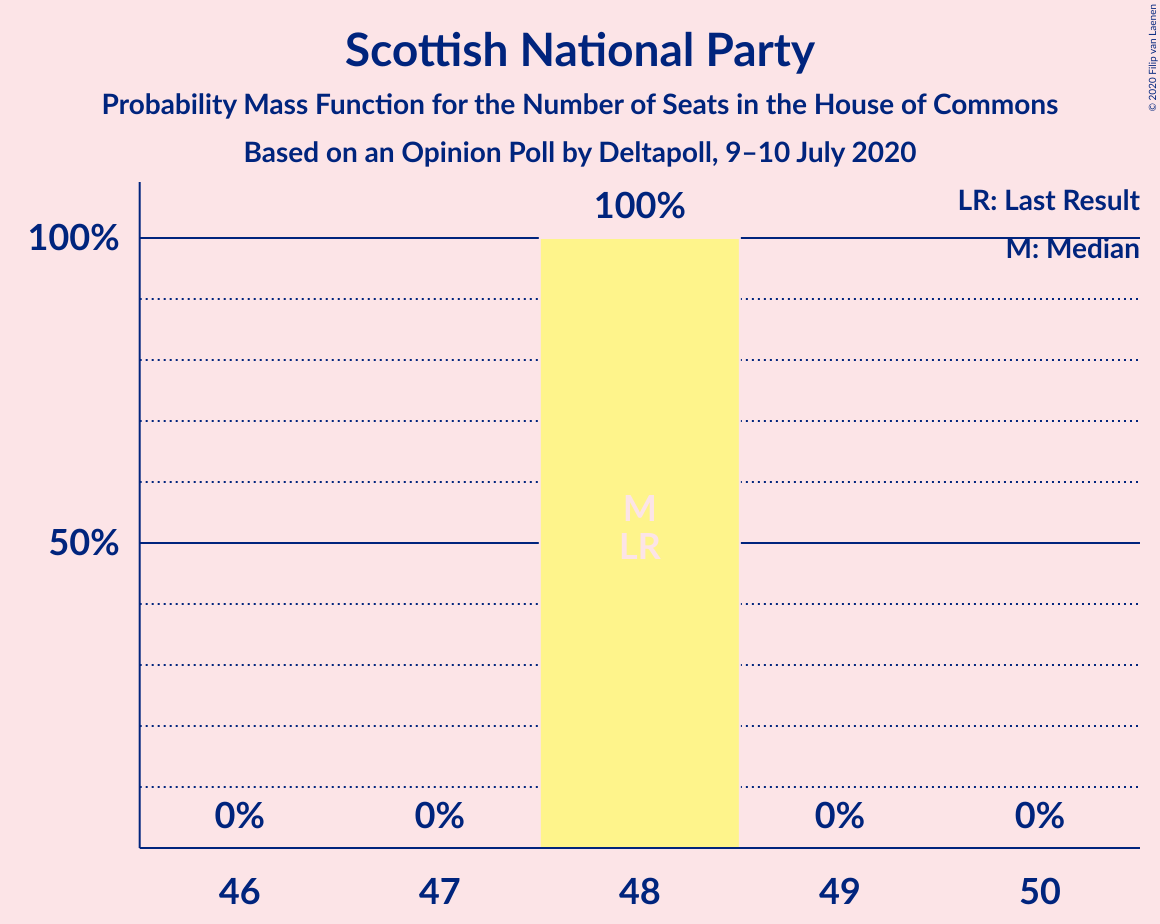 Scottish National Party
Probability Mass Function for the Number of Seats in the House of Commons
Based on an Opinion Poll by Deltapoll, 9–10 July 2020
© 2020 Filip van Laenen
LR: Last Result
M: Median
100%
100%
50%
M
LR
0%
0%
0%
0%
46
47
48
49
50